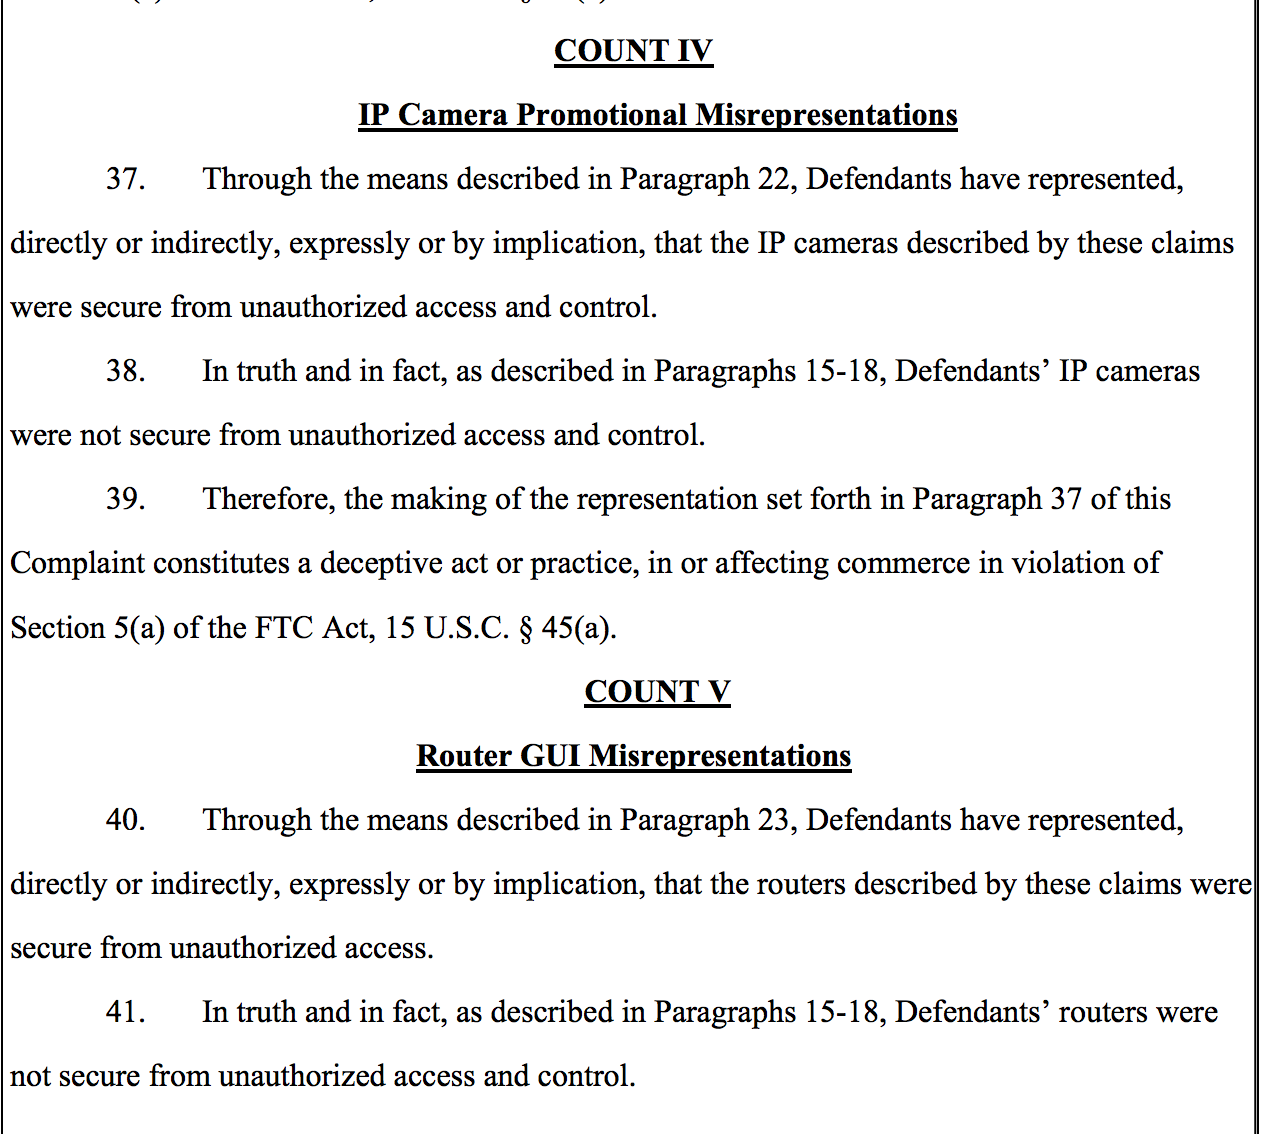 COUNT IV
IP Camera Promotional Misrepresentations
37. Through the means described in Paragraph 22, Defendants have represented,
directly or indirectly, expressly or by implication, that the IP cameras described by these claims
were secure from unauthorized access and control.
38. In truth and in fact, as described in Paragraphs 15-18, Defendants’ IP cameras
were not secure from unauthorized access and control.
39. Therefore, the making of the representation set forth in Paragraph 37 of this
Complaint constitutes a deceptive act or practice, in or affecting commerce in violation of
Section 5(a) of the FTC Act, 15 U.S.C. § 45(a).
COUNT V
Router GUI Misrepresentations
40. Through the means described in Paragraph 23, Defendants have represented,
directly or indirectly, expressly or by implication, that the routers described by these claims were
secure from unauthorized access.
41. In truth and in fact, as described in Paragraphs 15-18, Defendants’ routers were
not secure from unauthorized access and control.